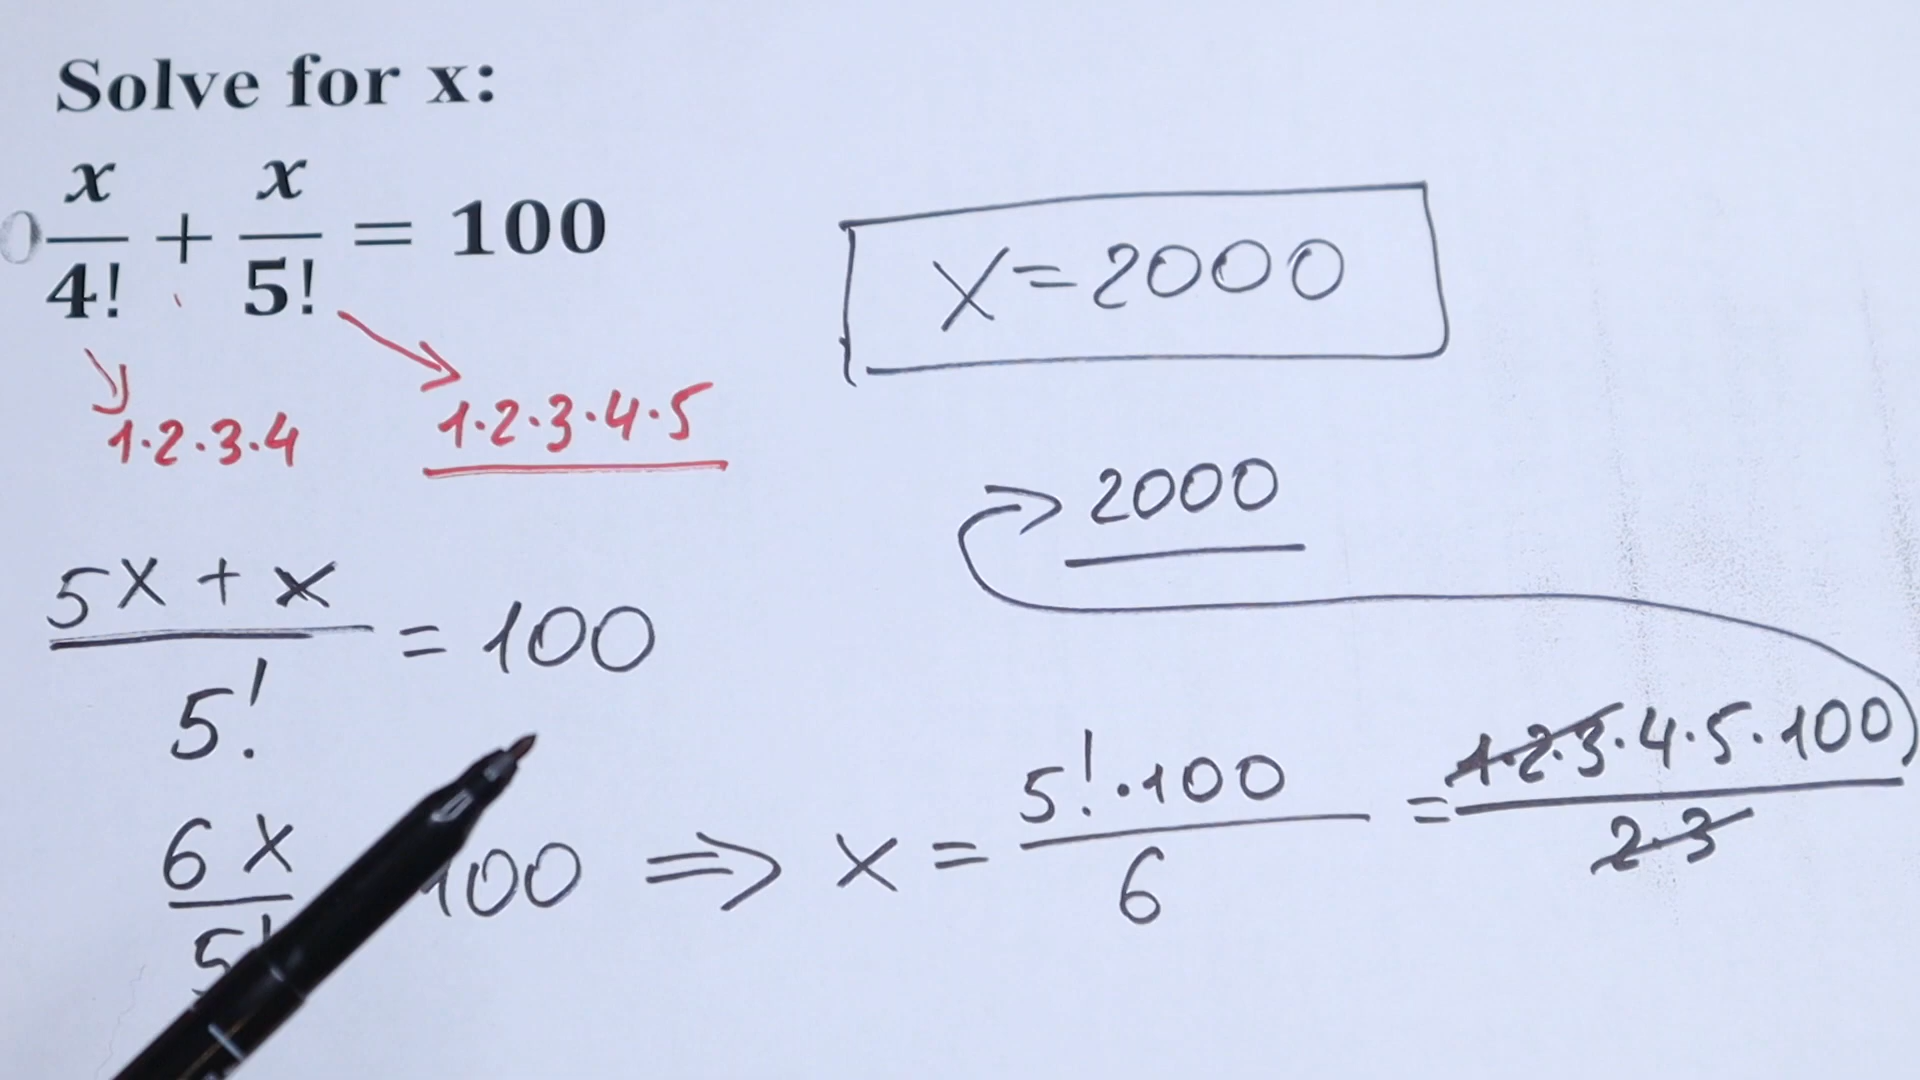 Solve for x:
x/4! + x/5! = 100
1·2·3·4
1·2·3·4·5
(5x + x)/5! = 100
6x/5! 100 ⇒ x = (5!·100)/6 = (1·2·3·4·5·100)/(2·3)
2000
x=2000